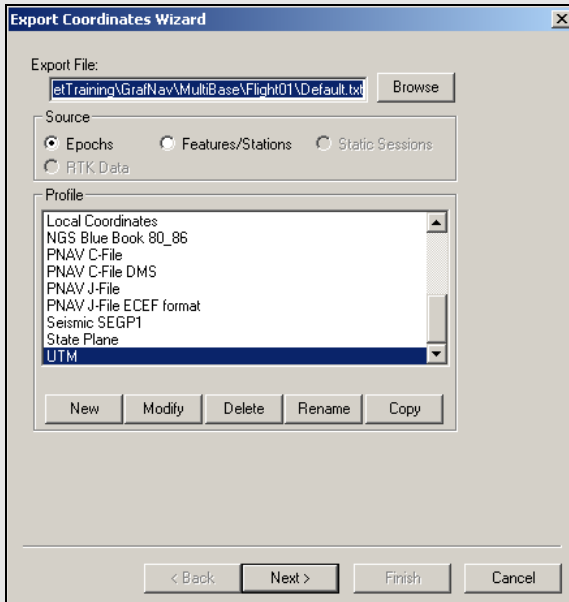 Export Coordinates Wizard
Export File:
etTraining\GrafNav\MultiBase\Flight01\Default.txt
Browse
Source
Epochs
Features/Stations
Static Sessions
RTK Data
Profile
Local Coordinates
NGS Blue Book 80_86
PNAV C-File
PNAV C-File DMS
PNAV J-File
PNAV J-File ECEF format
Seismic SEGP1
State Plane
UTM
New
Modify
Delete
Rename
Copy
< Back
Next >
Finish
Cancel